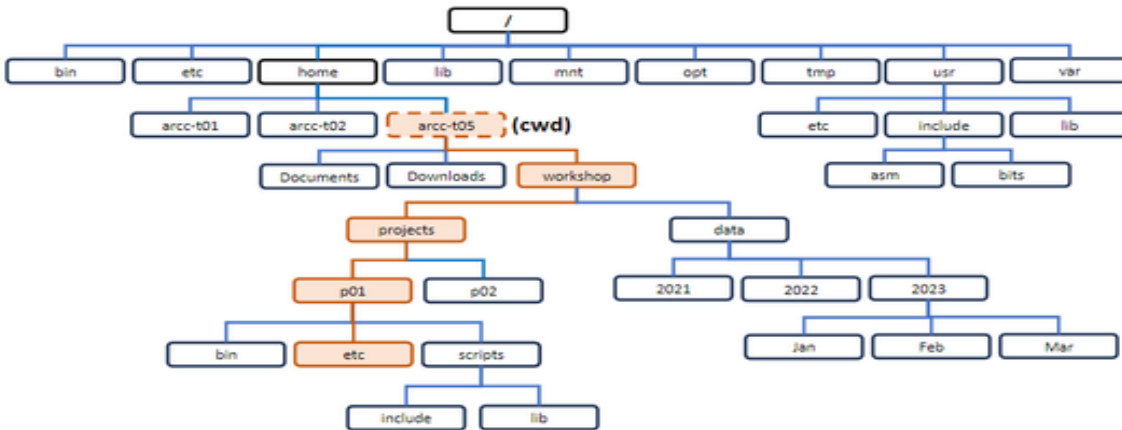 /
bin etc home lib mnt opt tmp usr var
arcc-t01 arcc-t02 arcc-t05 (cwd) etc include lib
Documents Downloads workshop asm bits
projects data
p01 p02 2021 2022 2023
bin etc scripts Jan Feb Mar
include lib